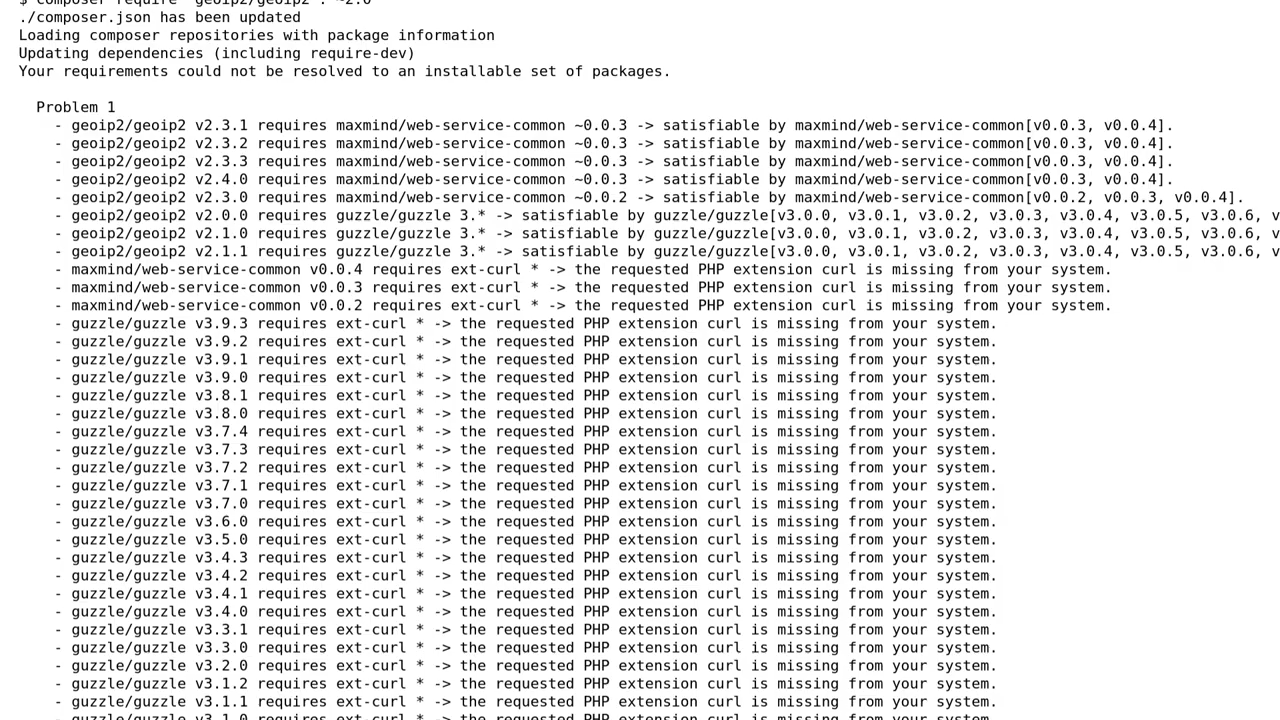 $ composer require "geoip2/geoip2 : ~2.0
./composer.json has been updated
Loading composer repositories with package information
Updating dependencies (including require-dev)
Your requirements could not be resolved to an installable set of packages.
Problem 1
- geoip2/geoip2 v2.3.1 requires maxmind/web-service-common ~0.0.3 -> satisfiable by maxmind/web-service-common[v0.0.3, v0.0.4].
- geoip2/geoip2 v2.3.2 requires maxmind/web-service-common ~0.0.3 -> satisfiable by maxmind/web-service-common[v0.0.3, v0.0.4].
- geoip2/geoip2 v2.3.3 requires maxmind/web-service-common ~0.0.3 -> satisfiable by maxmind/web-service-common[v0.0.3, v0.0.4].
- geoip2/geoip2 v2.4.0 requires maxmind/web-service-common ~0.0.3 -> satisfiable by maxmind/web-service-common[v0.0.3, v0.0.4].
- geoip2/geoip2 v2.3.0 requires maxmind/web-service-common ~0.0.2 -> satisfiable by maxmind/web-service-common[v0.0.2, v0.0.3, v0.0.4].
- geoip2/geoip2 v2.0.0 requires guzzle/guzzle 3.* -> satisfiable by guzzle/guzzle[v3.0.0, v3.0.1, v3.0.2, v3.0.3, v3.0.4, v3.0.5, v3.0.6, v
- geoip2/geoip2 v2.1.0 requires guzzle/guzzle 3.* -> satisfiable by guzzle/guzzle[v3.0.0, v3.0.1, v3.0.2, v3.0.3, v3.0.4, v3.0.5, v3.0.6, v
- geoip2/geoip2 v2.1.1 requires guzzle/guzzle 3.* -> satisfiable by guzzle/guzzle[v3.0.0, v3.0.1, v3.0.2, v3.0.3, v3.0.4, v3.0.5, v3.0.6, v
- maxmind/web-service-common v0.0.4 requires ext-curl * -> the requested PHP extension curl is missing from your system.
- maxmind/web-service-common v0.0.3 requires ext-curl * -> the requested PHP extension curl is missing from your system.
- maxmind/web-service-common v0.0.2 requires ext-curl * -> the requested PHP extension curl is missing from your system.
- guzzle/guzzle v3.9.3 requires ext-curl * -> the requested PHP extension curl is missing from your system.
- guzzle/guzzle v3.9.2 requires ext-curl * -> the requested PHP extension curl is missing from your system.
- guzzle/guzzle v3.9.1 requires ext-curl * -> the requested PHP extension curl is missing from your system.
- guzzle/guzzle v3.9.0 requires ext-curl * -> the requested PHP extension curl is missing from your system.
- guzzle/guzzle v3.8.1 requires ext-curl * -> the requested PHP extension curl is missing from your system.
- guzzle/guzzle v3.8.0 requires ext-curl * -> the requested PHP extension curl is missing from your system.
- guzzle/guzzle v3.7.4 requires ext-curl * -> the requested PHP extension curl is missing from your system.
- guzzle/guzzle v3.7.3 requires ext-curl * -> the requested PHP extension curl is missing from your system.
- guzzle/guzzle v3.7.2 requires ext-curl * -> the requested PHP extension curl is missing from your system.
- guzzle/guzzle v3.7.1 requires ext-curl * -> the requested PHP extension curl is missing from your system.
- guzzle/guzzle v3.7.0 requires ext-curl * -> the requested PHP extension curl is missing from your system.
- guzzle/guzzle v3.6.0 requires ext-curl * -> the requested PHP extension curl is missing from your system.
- guzzle/guzzle v3.5.0 requires ext-curl * -> the requested PHP extension curl is missing from your system.
- guzzle/guzzle v3.4.3 requires ext-curl * -> the requested PHP extension curl is missing from your system.
- guzzle/guzzle v3.4.2 requires ext-curl * -> the requested PHP extension curl is missing from your system.
- guzzle/guzzle v3.4.1 requires ext-curl * -> the requested PHP extension curl is missing from your system.
- guzzle/guzzle v3.4.0 requires ext-curl * -> the requested PHP extension curl is missing from your system.
- guzzle/guzzle v3.3.1 requires ext-curl * -> the requested PHP extension curl is missing from your system.
- guzzle/guzzle v3.3.0 requires ext-curl * -> the requested PHP extension curl is missing from your system.
- guzzle/guzzle v3.2.0 requires ext-curl * -> the requested PHP extension curl is missing from your system.
- guzzle/guzzle v3.1.2 requires ext-curl * -> the requested PHP extension curl is missing from your system.
- guzzle/guzzle v3.1.1 requires ext-curl * -> the requested PHP extension curl is missing from your system.
- guzzle/guzzle v3.1.0 requires ext-curl * -> the requested PHP extension curl is missing from your system.